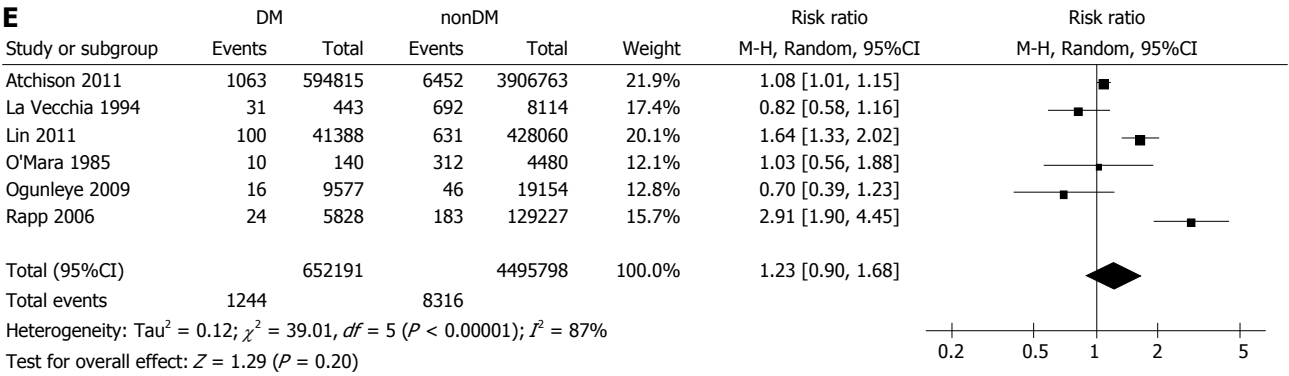 E DM nonDM Risk ratio Risk ratio
Study or subgroup Events Total Events Total Weight M-H, Random, 95%CI M-H, Random, 95%CI
Atchison 2011 1063 594815 6452 3906763 21.9% 1.08 [1.01, 1.15]
La Vecchia 1994 31 443 692 8114 17.4% 0.82 [0.58, 1.16]
Lin 2011 100 41388 631 428060 20.1% 1.64 [1.33, 2.02]
O'Mara 1985 10 140 312 4480 12.1% 1.03 [0.56, 1.88]
Ogunleye 2009 16 9577 46 19154 12.8% 0.70 [0.39, 1.23]
Rapp 2006 24 5828 183 129227 15.7% 2.91 [1.90, 4.45]
Total (95%CI) 652191 4495798 100.0% 1.23 [0.90, 1.68]
Total events 1244 8316
Heterogeneity: Tau² = 0.12; χ² = 39.01, df = 5 (P < 0.00001); I² = 87%
Test for overall effect: Z = 1.29 (P = 0.20)
0.2 0.5 1 2 5